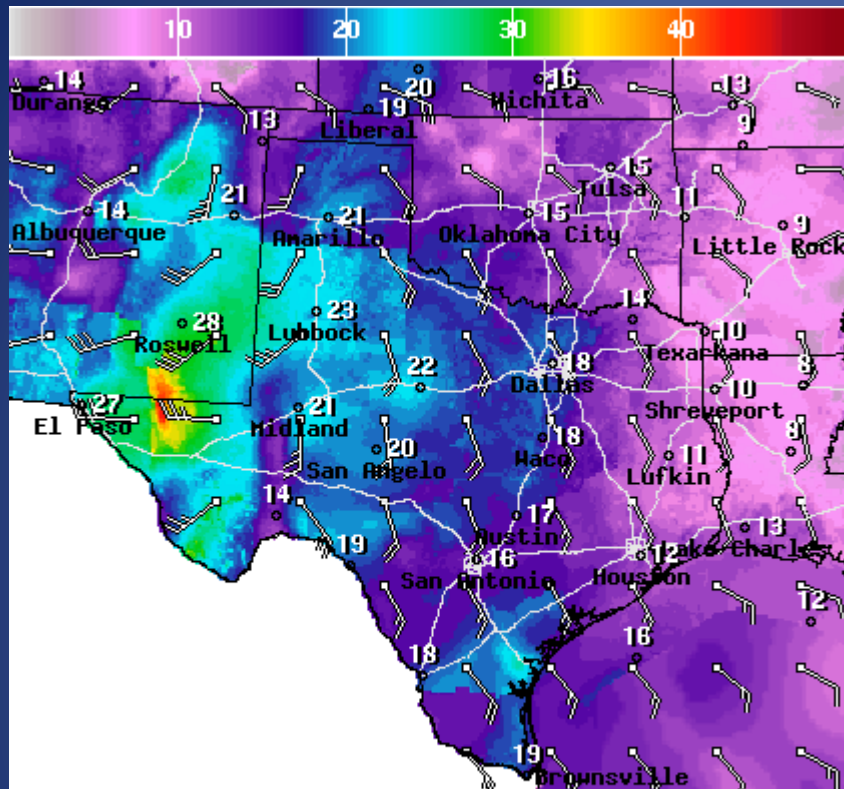 10 20 30 40
14 20 16 13
Durango Wichita
19
Liberal
13 9
15
Tulsa
14 21 21 15 11 9
Albuquerque Amarillo Oklahoma City Little Rock
28 23 14 10
Roswell Lubbock Texarkana
22 18 8
Dallas
27 21 10
El Paso Midland Shreveport
20 18 11 9
San Angelo Waco Lufkin
14 17 13
Austin Lake Charles
19 16 12
San Antonio Houston
12
18 16
19
Brownsville